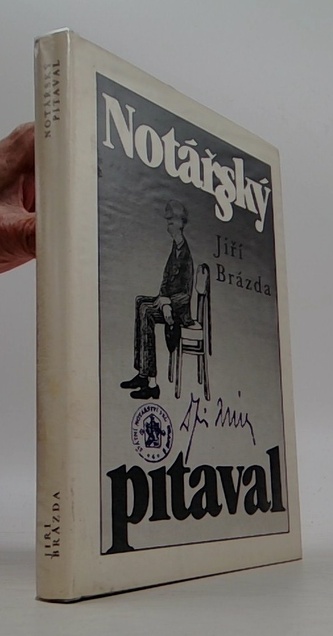 NOTÁŘSKÝ
PITAVAL
JIŘÍ
BRÁZDA
Notářský
Jiří
Brázda
pitaval